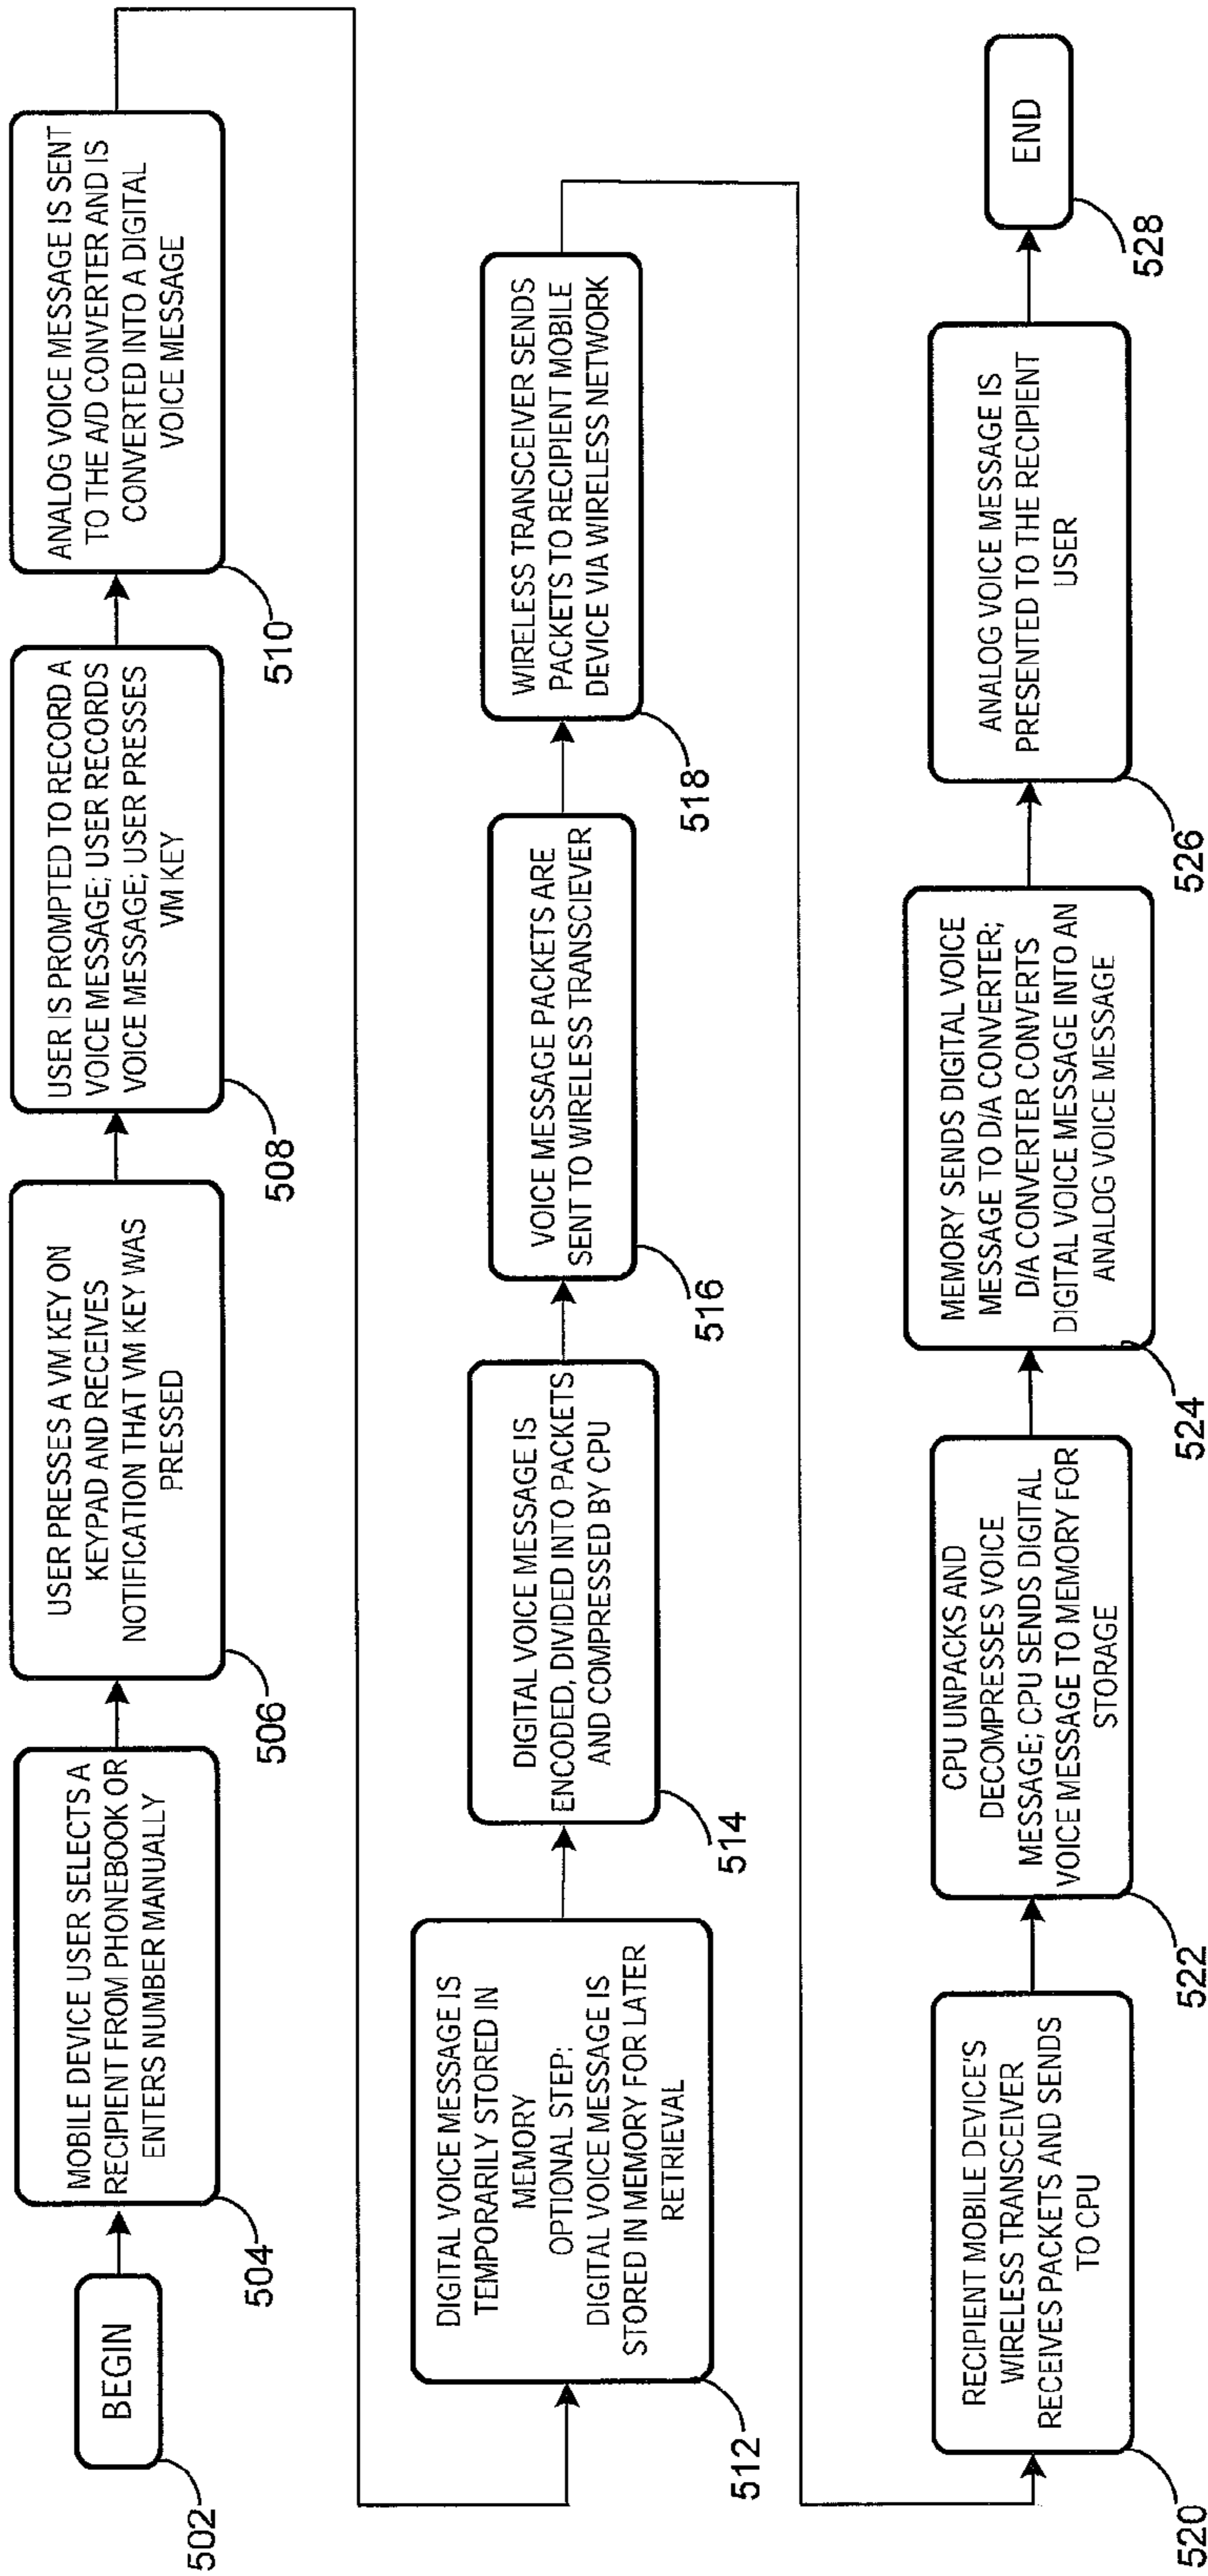 BEGIN
502
MOBILE DEVICE USER SELECTS A
RECIPIENT FROM PHONEBOOK OR
ENTERS NUMBER MANUALLY
504
USER PRESSES A VM KEY ON
KEYPAD AND RECEIVES
NOTIFICATION THAT VM KEY WAS
PRESSED
506
USER IS PROMPTED TO RECORD A
VOICE MESSAGE; USER RECORDS
VOICE MESSAGE; USER PRESSES
VM KEY
508
ANALOG VOICE MESSAGE IS SENT
TO THE A/D CONVERTER AND IS
CONVERTED INTO A DIGITAL
VOICE MESSAGE
510
DIGITAL VOICE MESSAGE IS
TEMPORARILY STORED IN
MEMORY
OPTIONAL STEP:
DIGITAL VOICE MESSAGE IS
STORED IN MEMORY FOR LATER
RETRIEVAL
512
DIGITAL VOICE MESSAGE IS
ENCODED, DIVIDED INTO PACKETS
AND COMPRESSED BY CPU
514
VOICE MESSAGE PACKETS ARE
SENT TO WIRELESS TRANSCIEVER
516
WIRELESS TRANSCEIVER SENDS
PACKETS TO RECIPIENT MOBILE
DEVICE VIA WIRELESS NETWORK
518
RECIPIENT MOBILE DEVICE'S
WIRELESS TRANSCEIVER
RECEIVES PACKETS AND SENDS
TO CPU
520
CPU UNPACKS AND
DECOMPRESSES VOICE
MESSAGE; CPU SENDS DIGITAL
VOICE MESSAGE TO MEMORY FOR
STORAGE
522
MEMORY SENDS DIGITAL VOICE
MESSAGE TO D/A CONVERTER;
D/A CONVERTER CONVERTS
DIGITAL VOICE MESSAGE INTO AN
ANALOG VOICE MESSAGE
524
ANALOG VOICE MESSAGE IS
PRESENTED TO THE RECIPIENT
USER
526
END
528